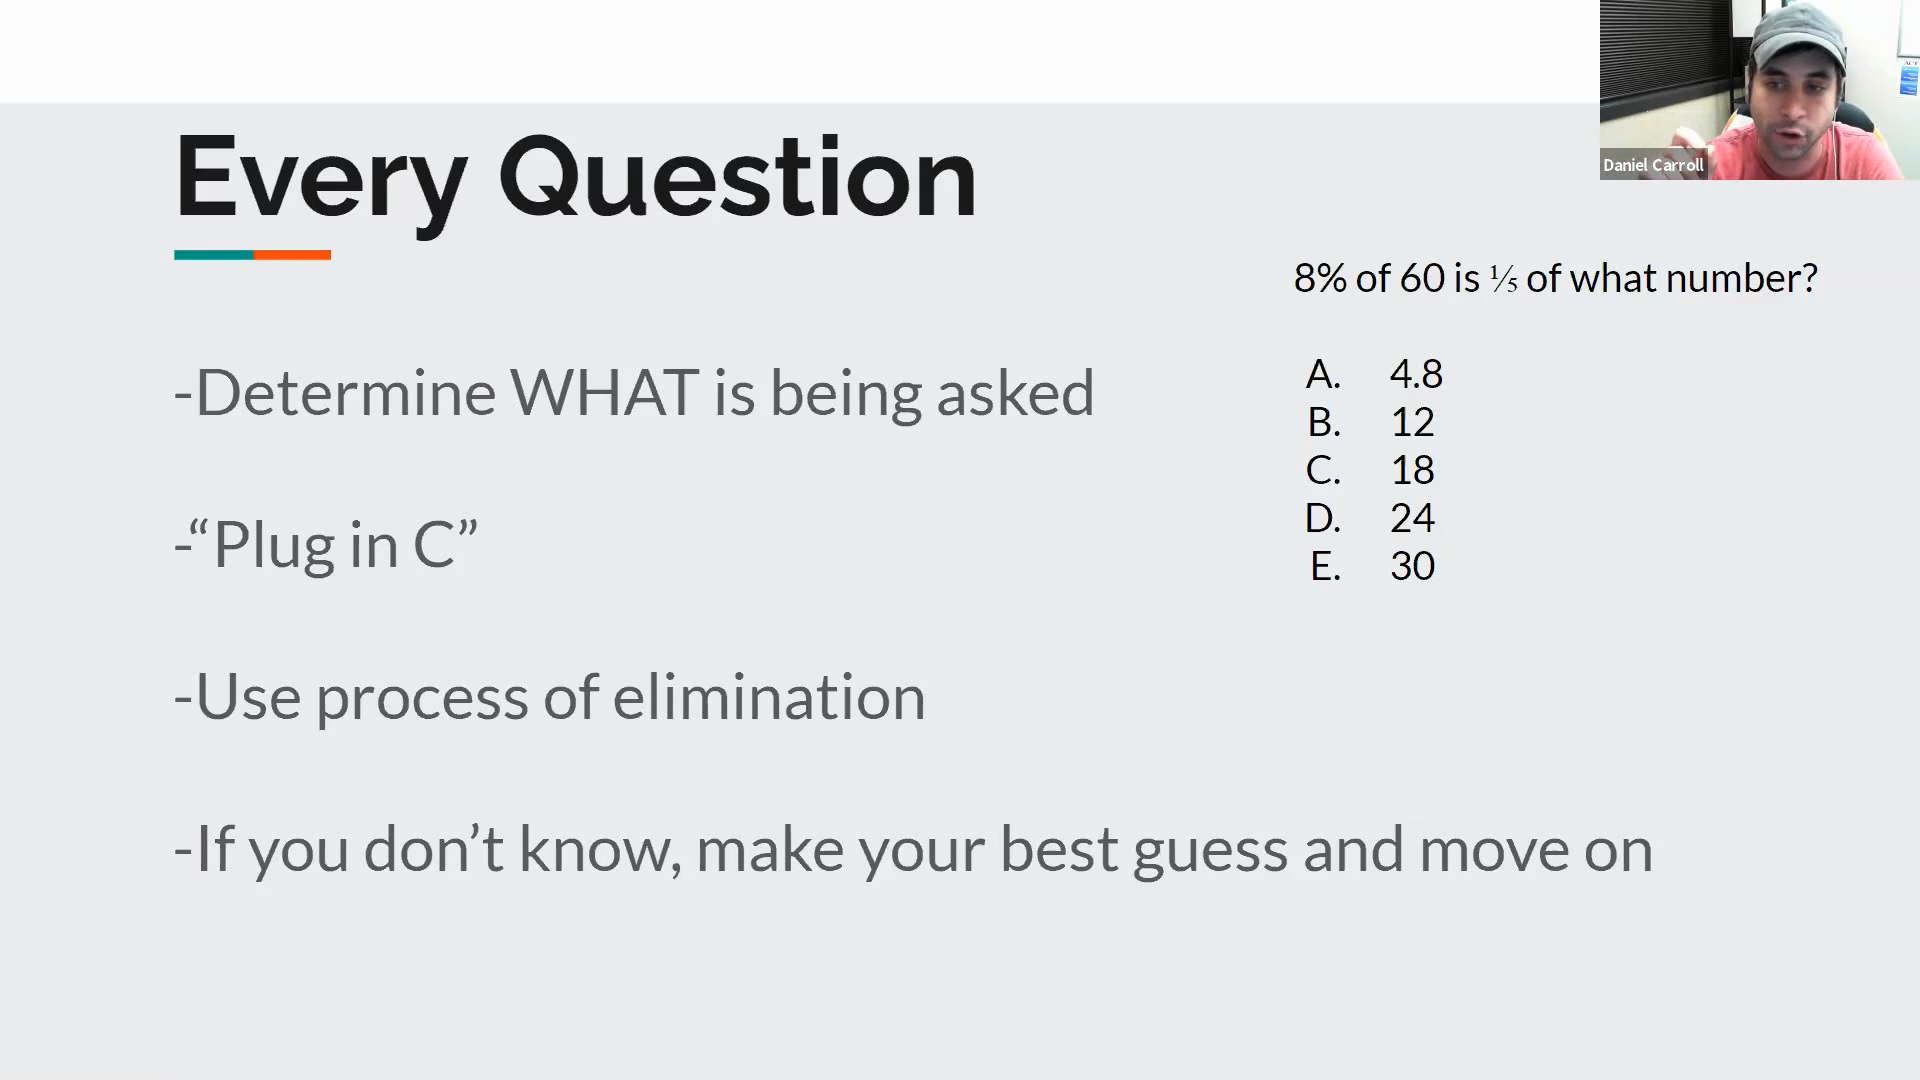 Every Question
Daniel Carroll
8% of 60 is ⅕ of what number?
-Determine WHAT is being asked
A. 4.8
B. 12
C. 18
D. 24
E. 30
-“Plug in C”
-Use process of elimination
-If you don’t know, make your best guess and move on